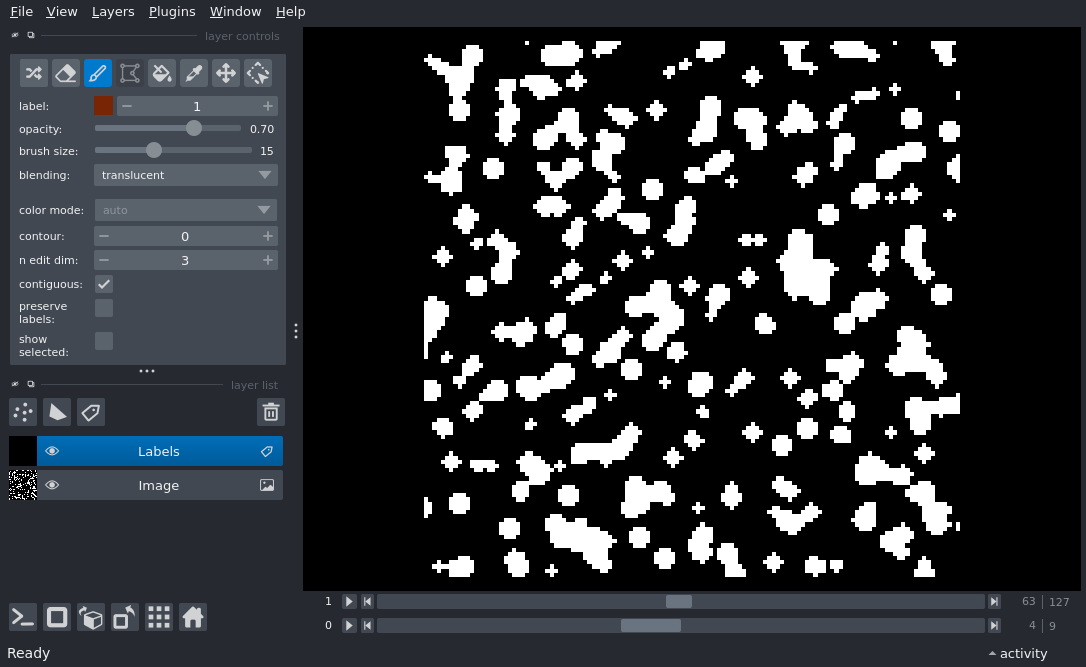 File View Layers Plugins Window Help
layer controls
label: 1
opacity: 0.70
brush size: 15
blending: translucent
color mode: auto
contour: 0
n edit dim: 3
contiguous:
preserve
labels:
show
selected:
layer list
Labels
Image
1 63 127
0 4 9
Ready activity